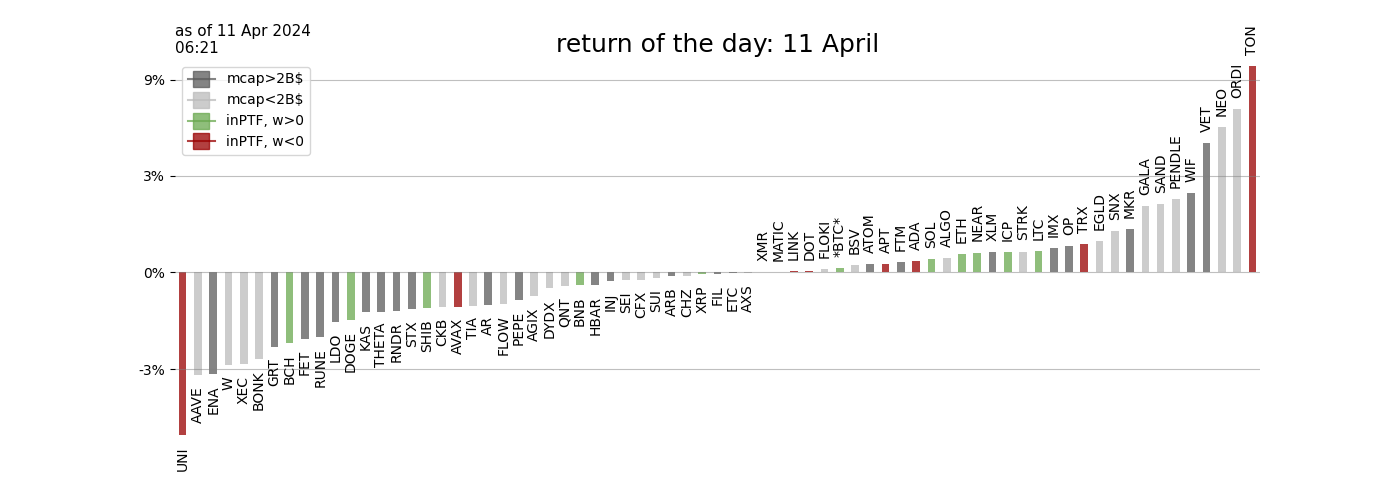 as of 11 Apr 2024
06:21
return of the day: 11 April
mcap>2B$
mcap<2B$
inPTF, w>0
inPTF, w<0
9%
3%
0%
-3%
UNI
AAVE
ENA
W
XEC
BONK
GRT
BCH
FET
RUNE
LDO
DOGE
KAS
THETA
RNDR
STX
SHIB
CKB
AVAX
TIA
AR
FLOW
PEPE
AGIX
DYDX
QNT
BNB
HBAR
INJ
SEI
CFX
SUI
ARB
CHZ
XRP
FIL
ETC
AXS
XMR
MATIC
LINK
DOT
FLOKI
*BTC*
BSV
ATOM
APT
FTM
ADA
SOL
ALGO
ETH
NEAR
XLM
ICP
STRK
LTC
IMX
OP
TRX
EGLD
SNX
MKR
GALA
SAND
PENDLE
WIF
VET
NEO
ORDI
TON